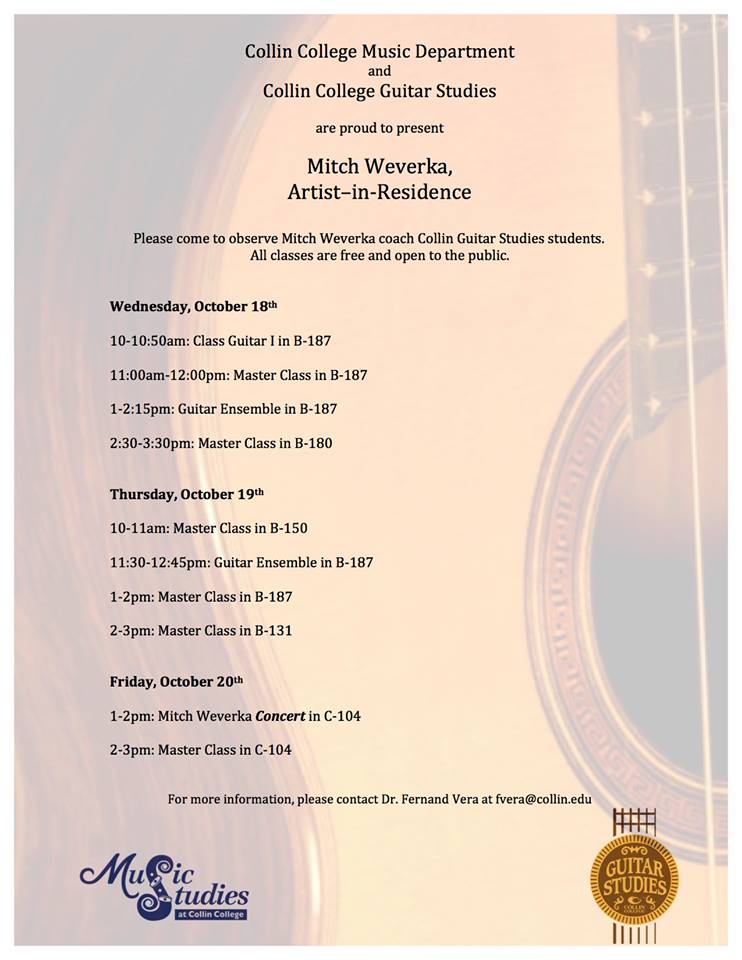 Collin College Music Department
and
Collin College Guitar Studies
are proud to present
Mitch Weverka,
Artist–in-Residence
Please come to observe Mitch Weverka coach Collin Guitar Studies students.
All classes are free and open to the public.
Wednesday, October 18th
10-10:50am: Class Guitar I in B-187
11:00am-12:00pm: Master Class in B-187
1-2:15pm: Guitar Ensemble in B-187
2:30-3:30pm: Master Class in B-180
Thursday, October 19th
10-11am: Master Class in B-150
11:30-12:45pm: Guitar Ensemble in B-187
1-2pm: Master Class in B-187
2-3pm: Master Class in B-131
Friday, October 20th
1-2pm: Mitch Weverka Concert in C-104
2-3pm: Master Class in C-104
For more information, please contact Dr. Fernand Vera at fvera@collin.edu
Music
Studies
at Collin College
GUITAR
STUDIES
COLLIN
COLLEGE